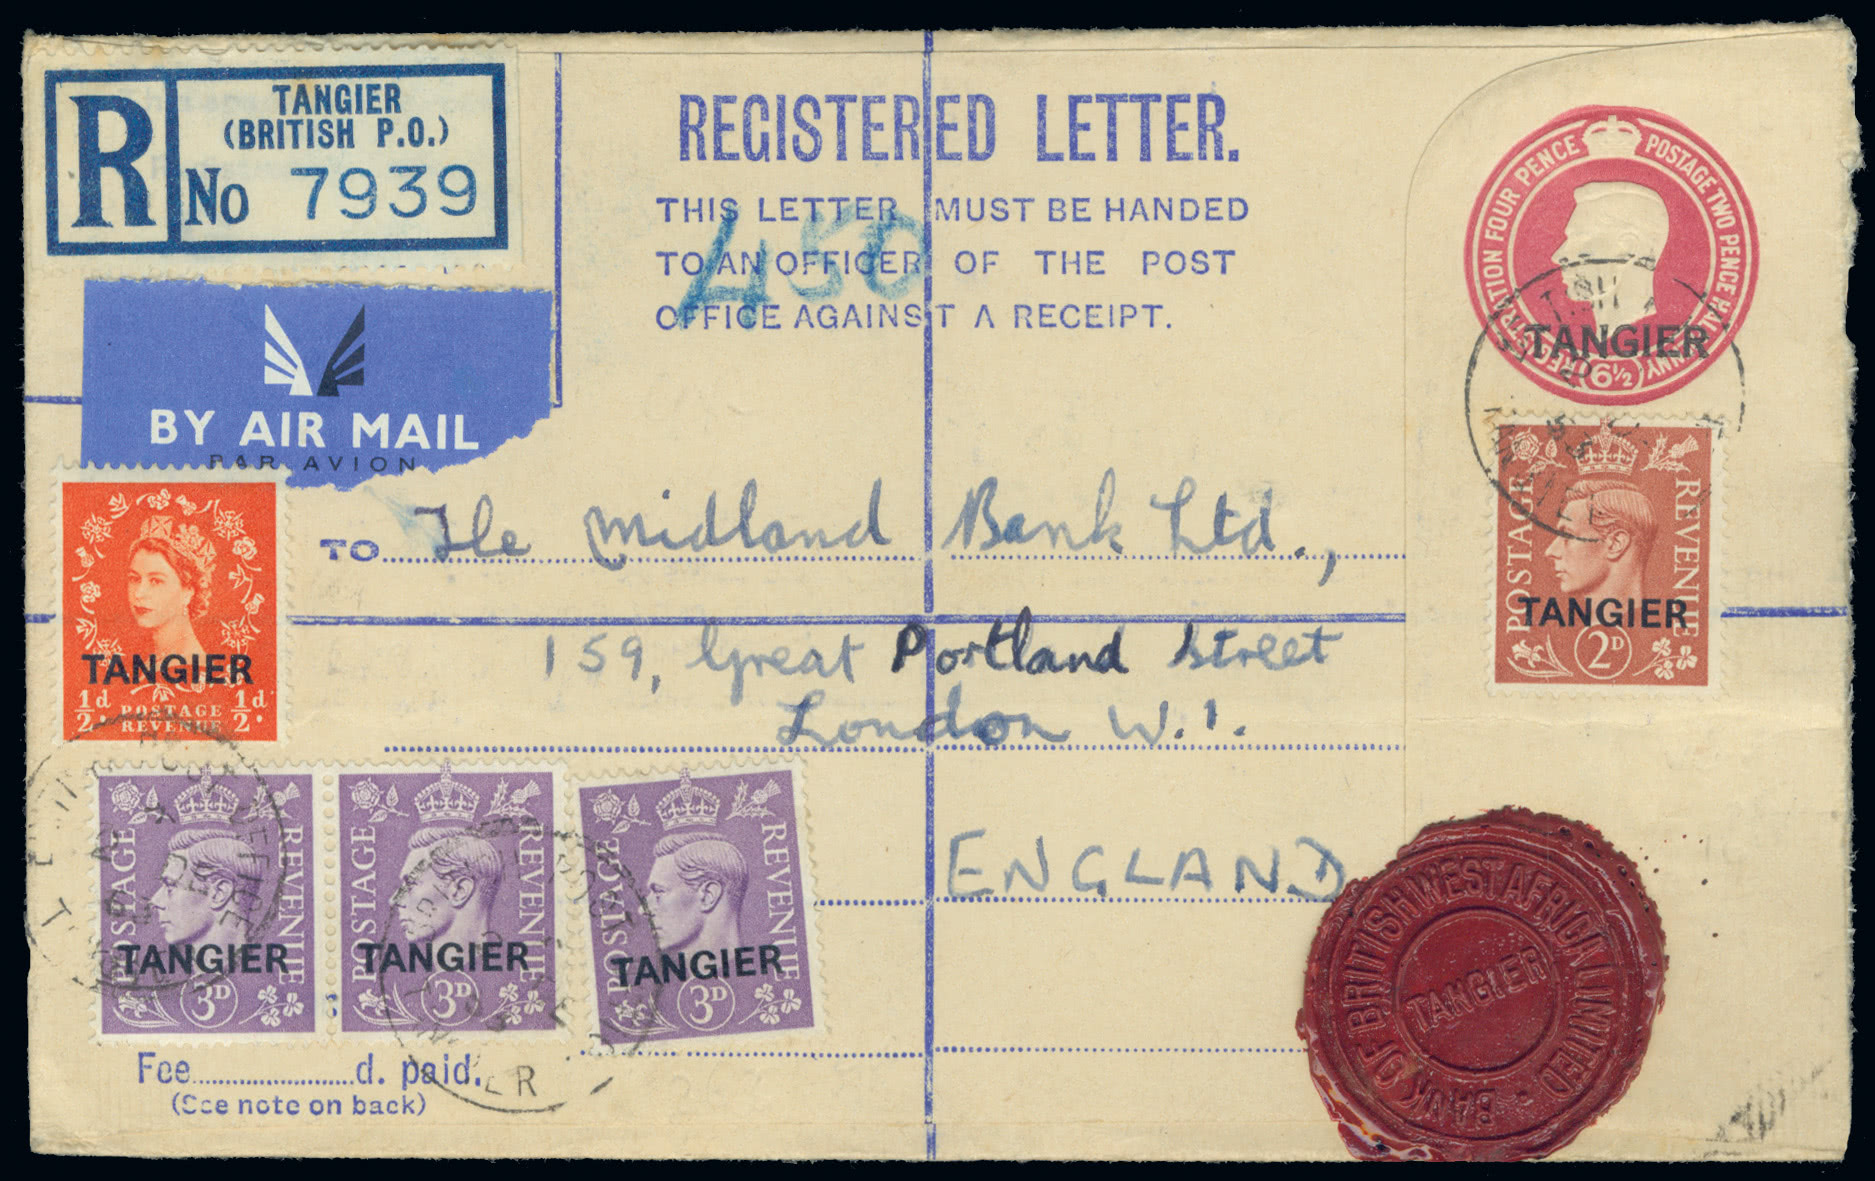 R
TANGIER
(BRITISH P.O.)
No 7939
BY AIR MAIL
PAR AVION
REGISTERED LETTER.
THIS LETTER MUST BE HANDED
TO AN OFFICER OF THE POST
OFFICE AGAINST A RECEIPT.
450
REGISTRATION FOUR PENCE POSTAGE TWO PENCE HALFPENNY
6½
TANGIER
POSTAGE REVENUE
TANGIER
2D
TANGIER
½d POSTAGE ½d
REVENUE
TO The Midland Bank Ltd.,
159, Great Portland Street
London W.1.
ENGLAND
POSTAGE REVENUE
TANGIER
3D
POSTAGE REVENUE
TANGIER
3D
POSTAGE REVENUE
TANGIER
3D
Fee d. paid.
(See note on back)
BANK OF BRITISH WEST AFRICA LIMITED
TANGIER